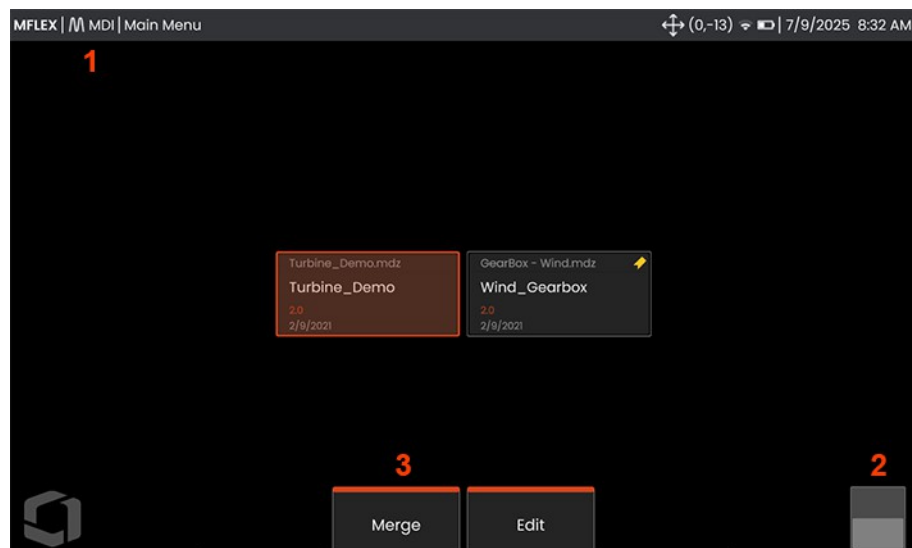 MFLEX | MDI | Main Menu (0,-13) | 7/9/2025 8:32 AM
1
Turbine_Demo.mdz
Turbine_Demo
2.0
2/9/2021
GearBox - Wind.mdz
Wind_Gearbox
2.0
2/9/2021
3
2
Merge
Edit